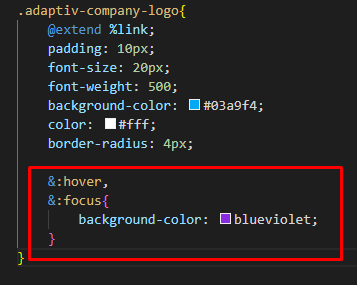 .adaptiv-company-logo{
@extend %link;
padding: 10px;
font-size: 20px;
font-weight: 500;
background-color: #03a9f4;
color: #fff;
border-radius: 4px;
&:hover,
&:focus{
background-color: blueviolet;
}
}